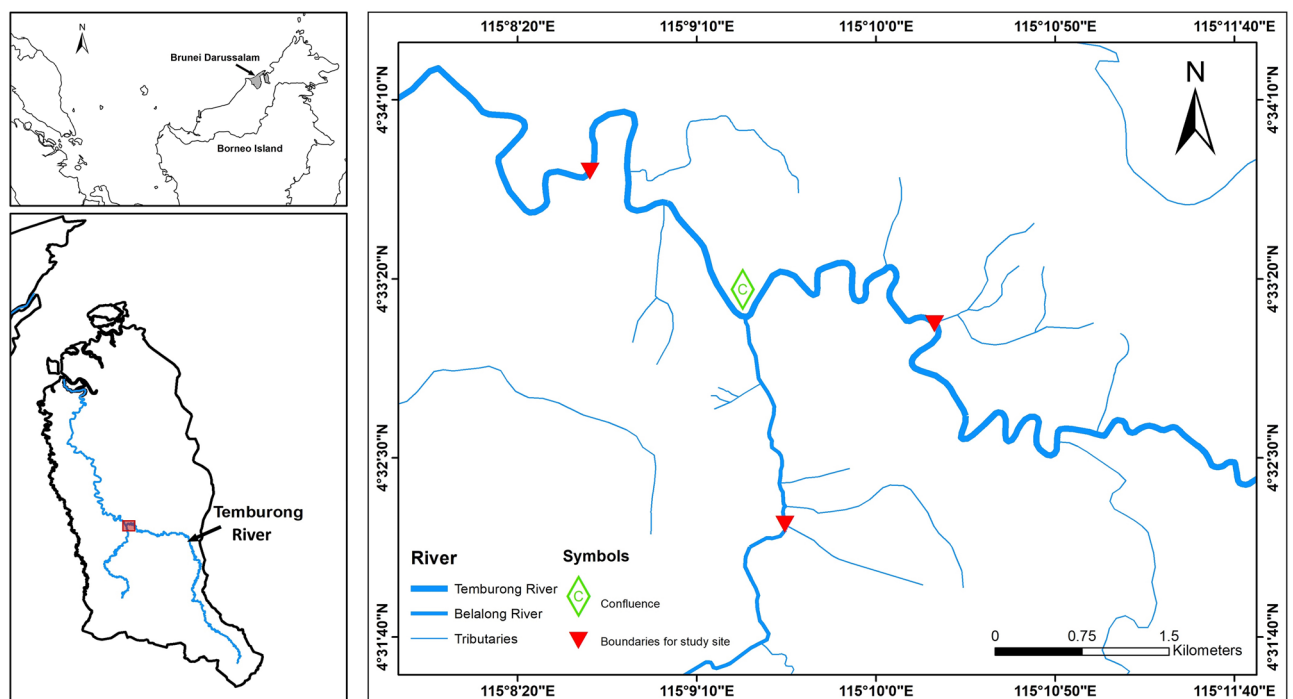 N
Brunei Darussalam
Borneo Island
Temburong
River
115°8'20"E
115°9'10"E
115°10'0"E
115°10'50"E
115°11'40"E
4°34'10"N
4°33'20"N
4°32'30"N
4°31'40"N
4°34'10"N
4°33'20"N
4°32'30"N
4°31'40"N
N
C
River
Temburong River
Belalong River
Tributaries
Symbols
C
Confluence
Boundaries for study site
0
0.75
1.5
Kilometers
115°8'20"E
115°9'10"E
115°10'0"E
115°10'50"E
115°11'40"E